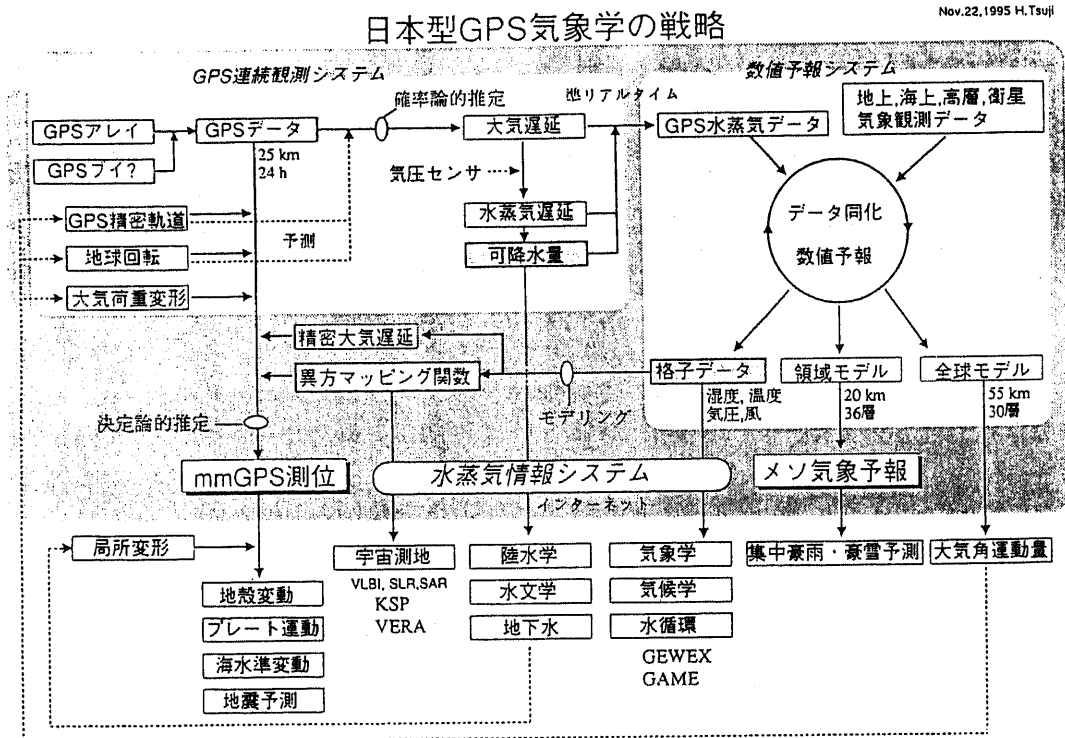 Nov.22,1995 H.Tsuji
日本型GPS気象学の戦略
GPS連続観測システム
数値予報システム
GPSアレイ
GPSブイ?
GPSデータ
25 km
24 h
確率論的推定
大気遅延
準リアルタイム
気圧センサ
水蒸気遅延
可降水量
GPS精密軌道
地球回転
大気荷重変形
予測
GPS水蒸気データ
地上,海上,高層,衛星
気象観測データ
データ同化
数値予報
精密大気遅延
異方マッピング関数
モデリング
格子データ
湿度,温度
気圧,風
領域モデル
20 km
36層
全球モデル
55 km
30層
決定論的推定
mmGPS測位
水蒸気情報システム
インターネット
メソ気象予報
局所変形
地殻変動
プレート運動
海水準変動
地震予測
宇宙測地
VLBI, SLR,SAR
KSP
VERA
陸水学
水文学
地下水
気象学
気候学
水循環
GEWEX
GAME
集中豪雨・豪雪予測
大気角運動量